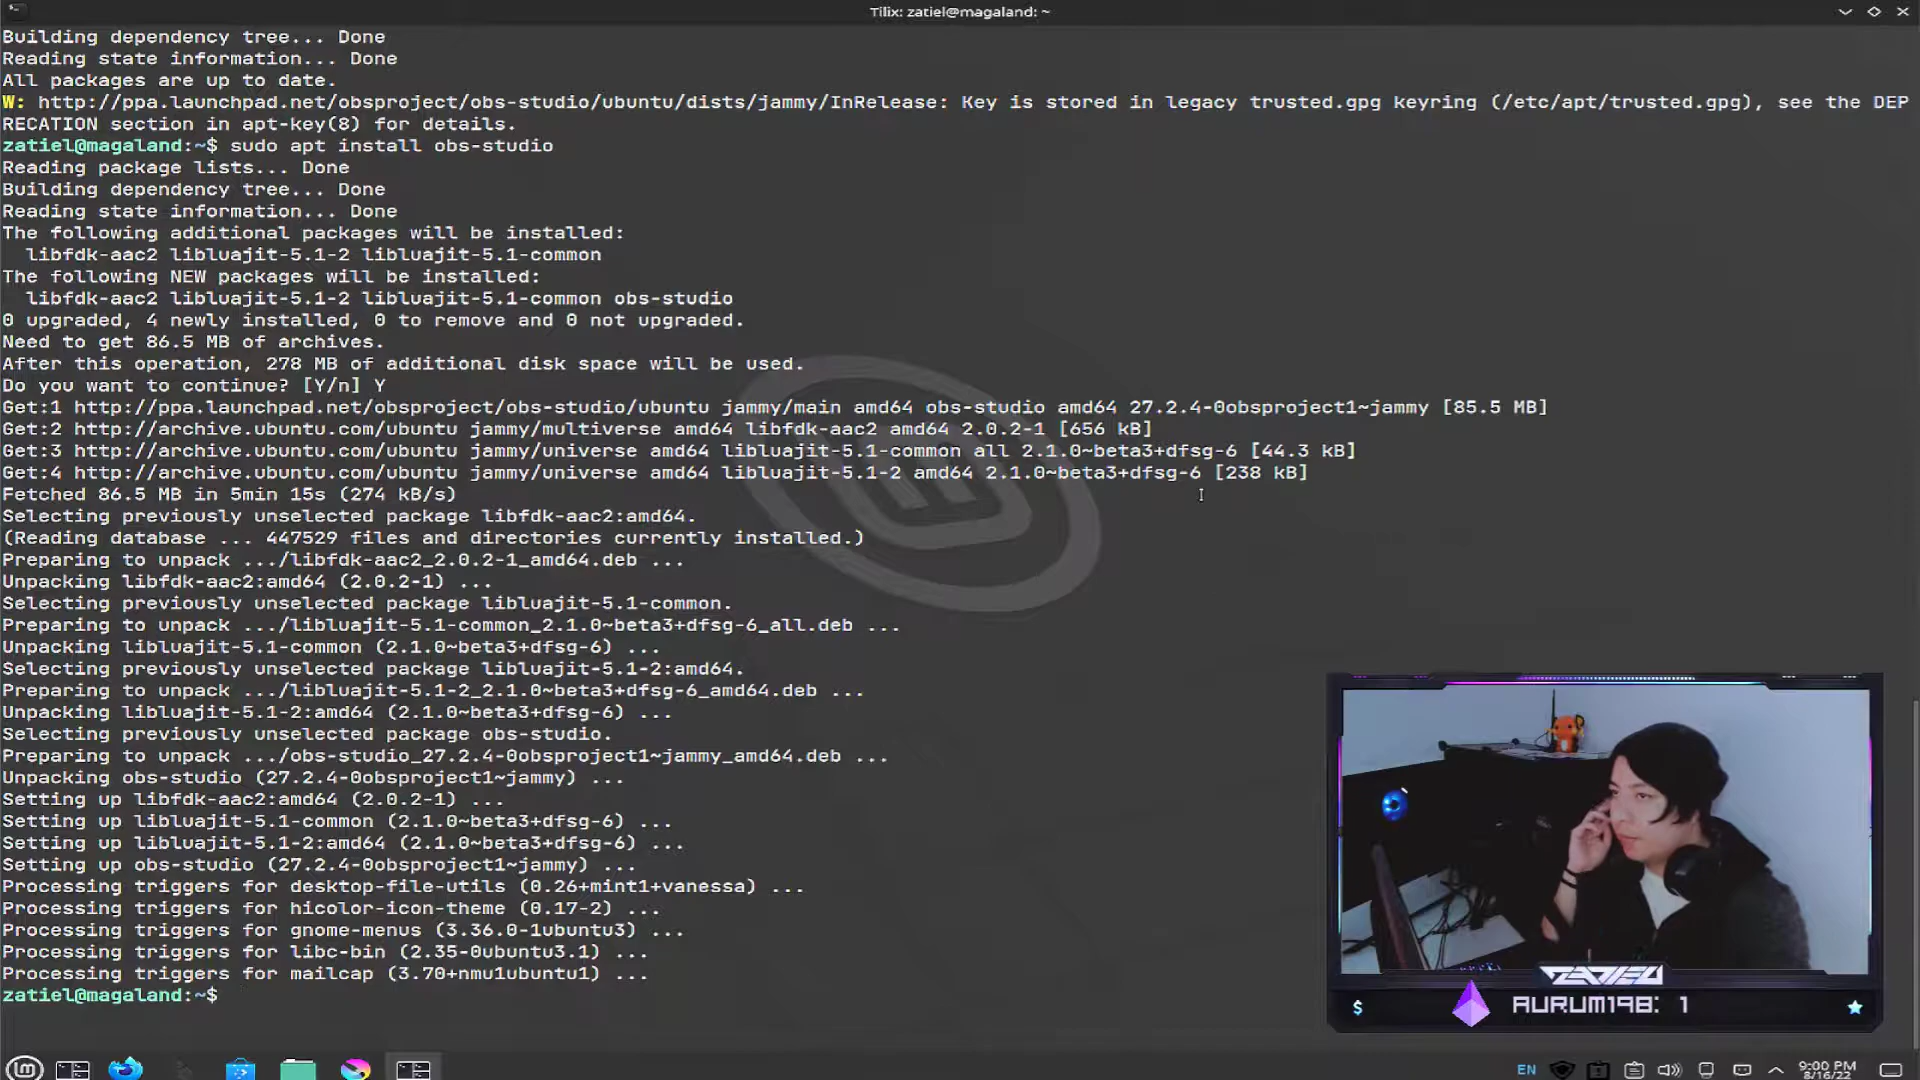 Tilix: zatiel@magaland: ~
Building dependency tree... Done
Reading state information... Done
All packages are up to date.
W: http://ppa.launchpad.net/obsproject/obs-studio/ubuntu/dists/jammy/InRelease: Key is stored in legacy trusted.gpg keyring (/etc/apt/trusted.gpg), see the DEP
RECATION section in apt-key(8) for details.
zatiel@magaland:~$ sudo apt install obs-studio
Reading package lists... Done
Building dependency tree... Done
Reading state information... Done
The following additional packages will be installed:
  libfdk-aac2 libluajit-5.1-2 libluajit-5.1-common
The following NEW packages will be installed:
  libfdk-aac2 libluajit-5.1-2 libluajit-5.1-common obs-studio
0 upgraded, 4 newly installed, 0 to remove and 0 not upgraded.
Need to get 86.5 MB of archives.
After this operation, 278 MB of additional disk space will be used.
Do you want to continue? [Y/n] Y
Get:1 http://ppa.launchpad.net/obsproject/obs-studio/ubuntu jammy/main amd64 obs-studio amd64 27.2.4-0obsproject1~jammy [85.5 MB]
Get:2 http://archive.ubuntu.com/ubuntu jammy/multiverse amd64 libfdk-aac2 amd64 2.0.2-1 [656 kB]
Get:3 http://archive.ubuntu.com/ubuntu jammy/universe amd64 libluajit-5.1-common all 2.1.0~beta3+dfsg-6 [44.3 kB]
Get:4 http://archive.ubuntu.com/ubuntu jammy/universe amd64 libluajit-5.1-2 amd64 2.1.0~beta3+dfsg-6 [238 kB]
Fetched 86.5 MB in 5min 15s (274 kB/s)
Selecting previously unselected package libfdk-aac2:amd64.
(Reading database ... 447529 files and directories currently installed.)
Preparing to unpack .../libfdk-aac2_2.0.2-1_amd64.deb ...
Unpacking libfdk-aac2:amd64 (2.0.2-1) ...
Selecting previously unselected package libluajit-5.1-common.
Preparing to unpack .../libluajit-5.1-common_2.1.0~beta3+dfsg-6_all.deb ...
Unpacking libluajit-5.1-common (2.1.0~beta3+dfsg-6) ...
Selecting previously unselected package libluajit-5.1-2:amd64.
Preparing to unpack .../libluajit-5.1-2_2.1.0~beta3+dfsg-6_amd64.deb ...
Unpacking libluajit-5.1-2:amd64 (2.1.0~beta3+dfsg-6) ...
Selecting previously unselected package obs-studio.
Preparing to unpack .../obs-studio_27.2.4-0obsproject1~jammy_amd64.deb ...
Unpacking obs-studio (27.2.4-0obsproject1~jammy) ...
Setting up libfdk-aac2:amd64 (2.0.2-1) ...
Setting up libluajit-5.1-common (2.1.0~beta3+dfsg-6) ...
Setting up libluajit-5.1-2:amd64 (2.1.0~beta3+dfsg-6) ...
Setting up obs-studio (27.2.4-0obsproject1~jammy) ...
Processing triggers for desktop-file-utils (0.26+mint1+vanessa) ...
Processing triggers for hicolor-icon-theme (0.17-2) ...
Processing triggers for gnome-menus (3.36.0-1ubuntu3) ...
Processing triggers for libc-bin (2.35-0ubuntu3.1) ...
Processing triggers for mailcap (3.70+nmu1ubuntu1) ...
zatiel@magaland:~$
ZATIEL
$ AURUM198: 1
EN 9:00 PM
8/16/22